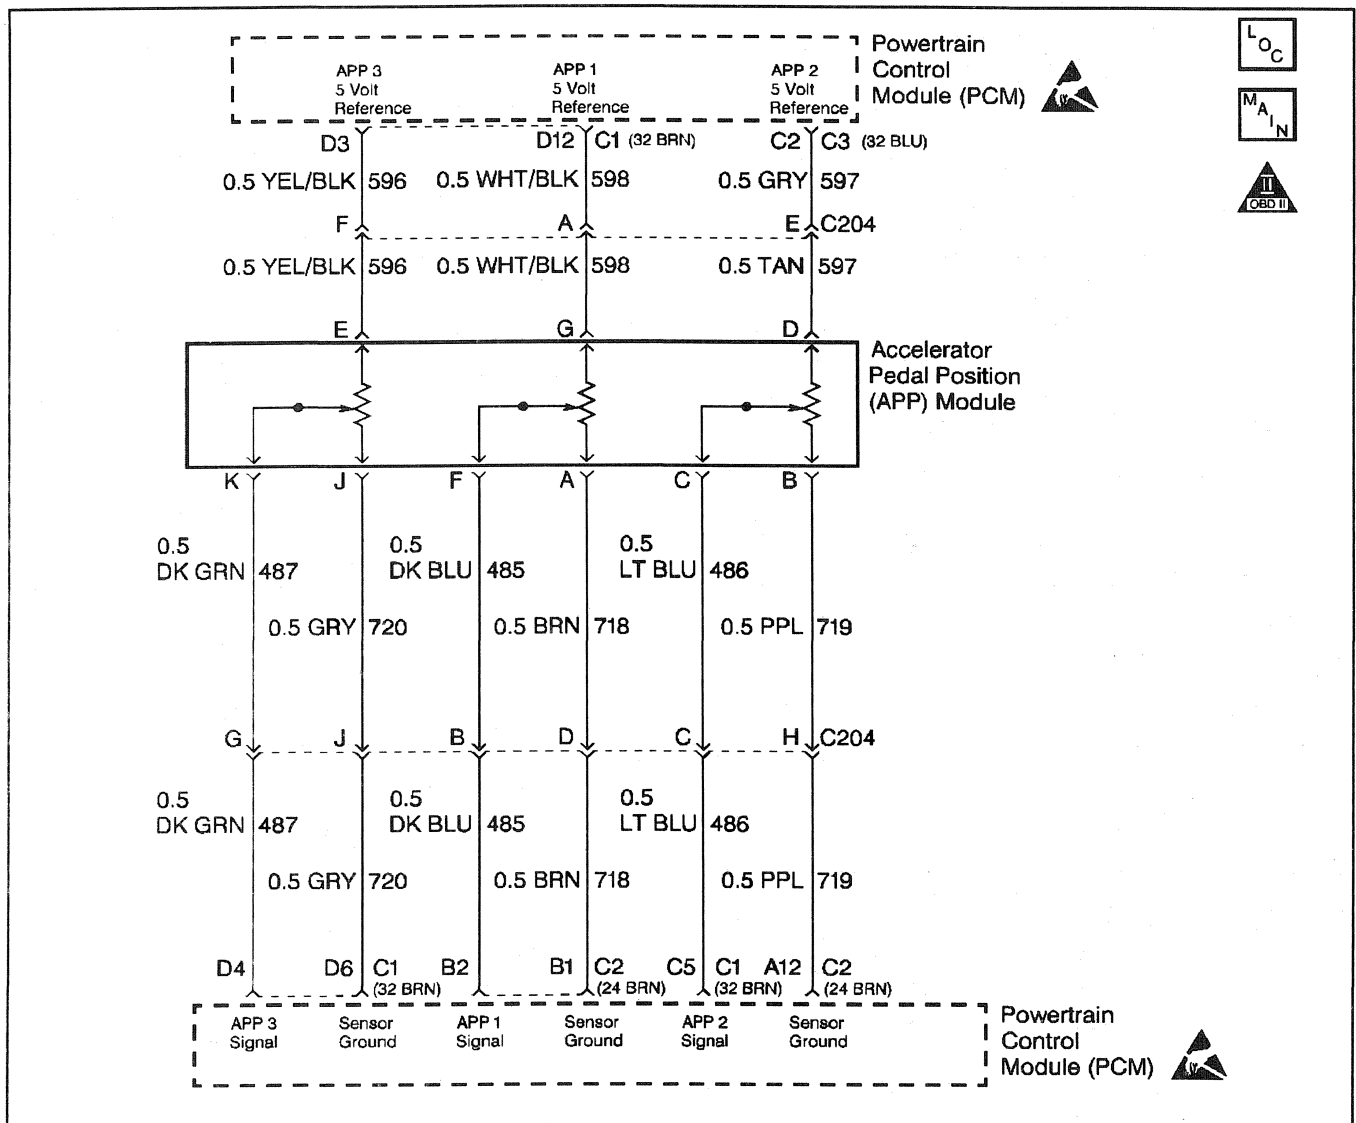 Powertrain
Control
Module (PCM)
LOC
MAIN
II
OBD II
APP 3
5 Volt
Reference
APP 1
5 Volt
Reference
APP 2
5 Volt
Reference
D3 D12 C1 (32 BRN) C2 C3 (32 BLU)
0.5 YEL/BLK 596 0.5 WHT/BLK 598 0.5 GRY 597
F A E C204
0.5 YEL/BLK 596 0.5 WHT/BLK 598 0.5 TAN 597
E G D
Accelerator
Pedal Position
(APP) Module
K J F A C B
0.5 0.5 0.5
DK GRN 487 DK BLU 485 LT BLU 486
0.5 GRY 720 0.5 BRN 718 0.5 PPL 719
G J B D C H C204
0.5 0.5 0.5
DK GRN 487 DK BLU 485 LT BLU 486
0.5 GRY 720 0.5 BRN 718 0.5 PPL 719
D4 D6 C1 B2 B1 C2 C5 C1 A12 C2
(32 BRN) (24 BRN) (32 BRN) (24 BRN)
APP 3
Signal
Sensor
Ground
APP 1
Signal
Sensor
Ground
APP 2
Signal
Sensor
Ground
Powertrain
Control
Module (PCM)